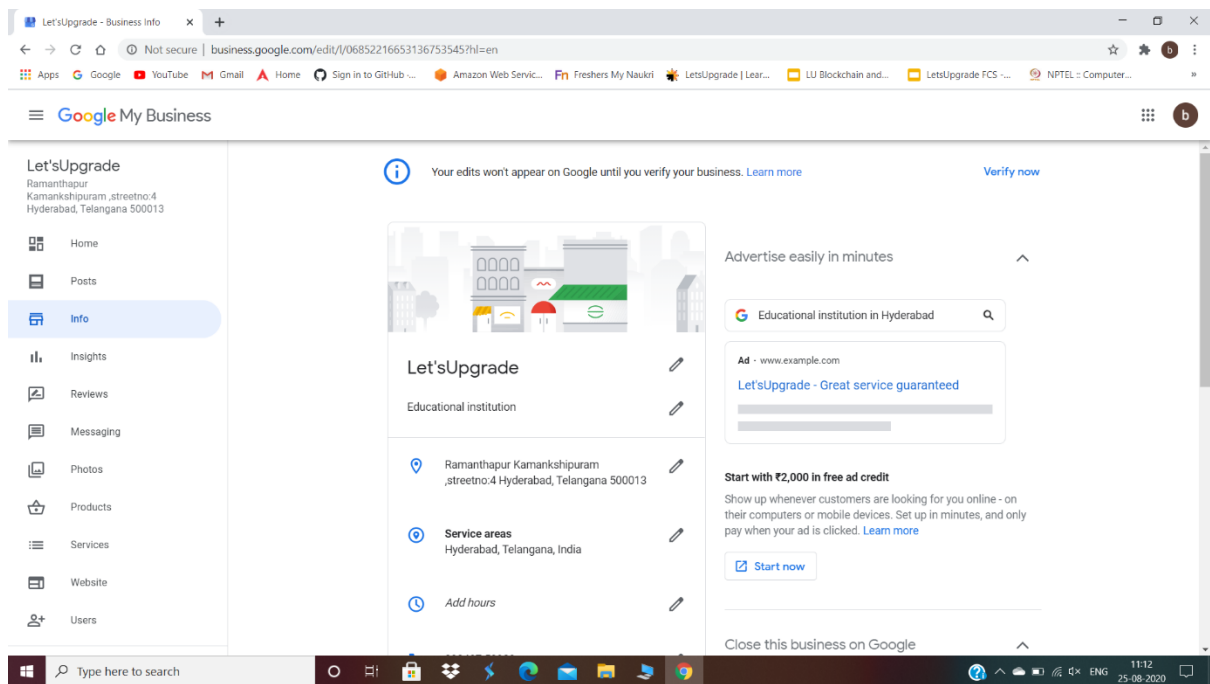 Let'sUpgrade - Business Info
Not secure | business.google.com/edit/l/06852216653136753545?hl=en
b
Apps Google YouTube Gmail Home Sign in to GitHub ·... Amazon Web Servic... Freshers My Naukri LetsUpgrade | Lear... LU Blockchain and... LetsUpgrade FCS -... NPTEL :: Computer... »
Google My Business
b
Let'sUpgrade
Ramanthapur
Kamankshipuram ,streetno:4
Hyderabad, Telangana 500013
Home
Posts
Info
Insights
Reviews
Messaging
Photos
Products
Services
Website
Users
Your edits won't appear on Google until you verify your business. Learn more
Verify now
Let'sUpgrade
Educational institution
Ramanthapur Kamankshipuram
,streetno:4 Hyderabad, Telangana 500013
Service areas
Hyderabad, Telangana, India
Add hours
Advertise easily in minutes
Educational institution in Hyderabad
Ad · www.example.com
Let'sUpgrade - Great service guaranteed
Start with ₹2,000 in free ad credit
Show up whenever customers are looking for you online - on
their computers or mobile devices. Set up in minutes, and only
pay when your ad is clicked. Learn more
Start now
Close this business on Google
Type here to search
ENG
11:12
25-08-2020